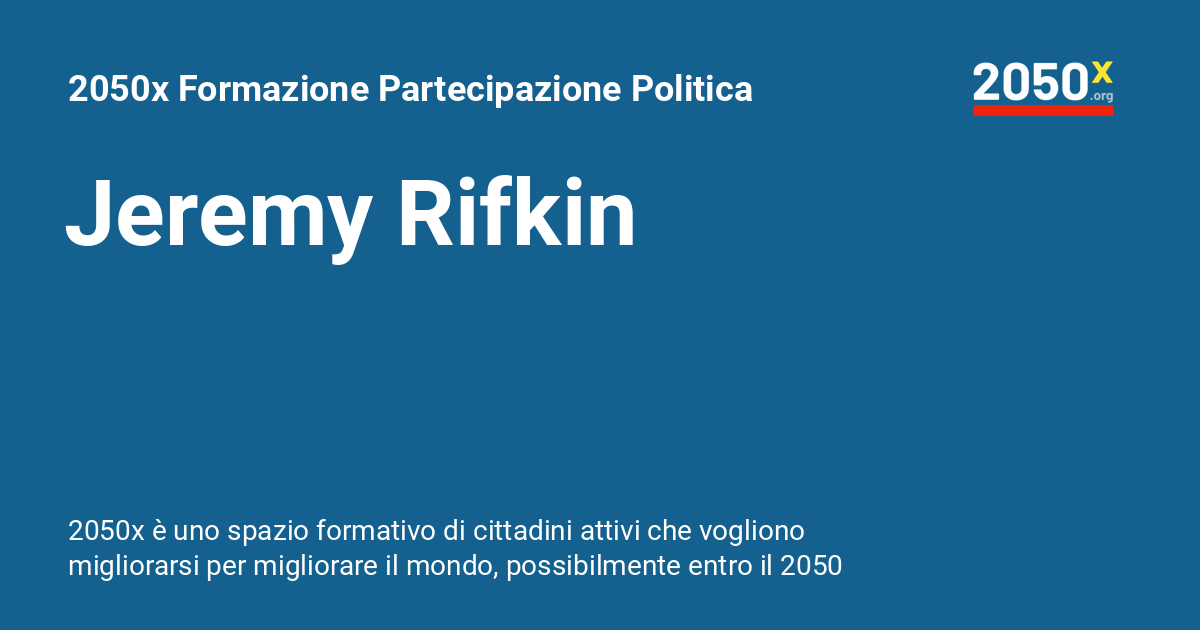 2050x Formazione Partecipazione Politica
2050x
.org
Jeremy Rifkin
2050x è uno spazio formativo di cittadini attivi che vogliono
migliorarsi per migliorare il mondo, possibilmente entro il 2050